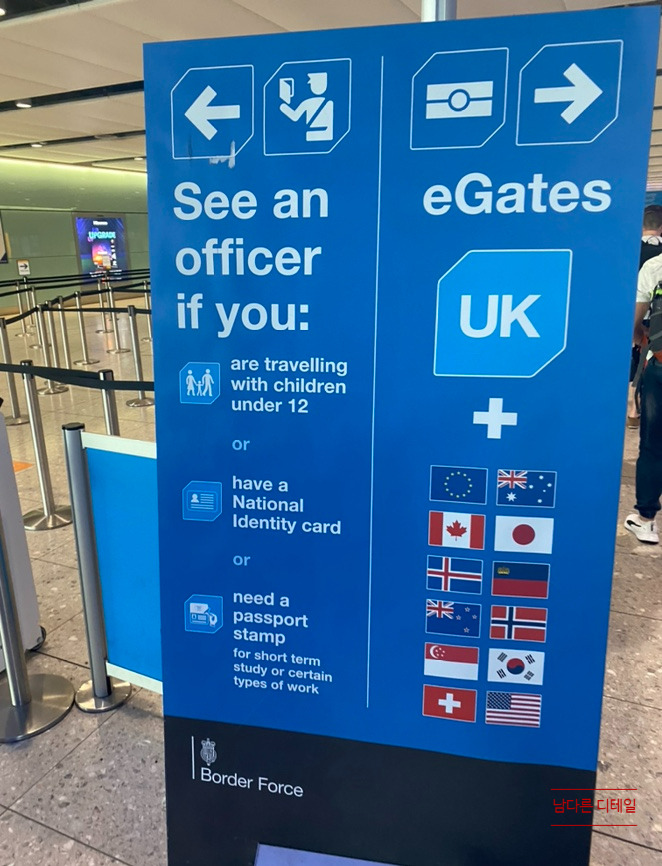 See an
officer
if you:
are travelling
with children
under 12
or
have a
National
Identity card
or
need a
passport
stamp
for short term
study or certain
types of work
eGates
UK
+
Border Force
UPGRADE
남다른 디테일